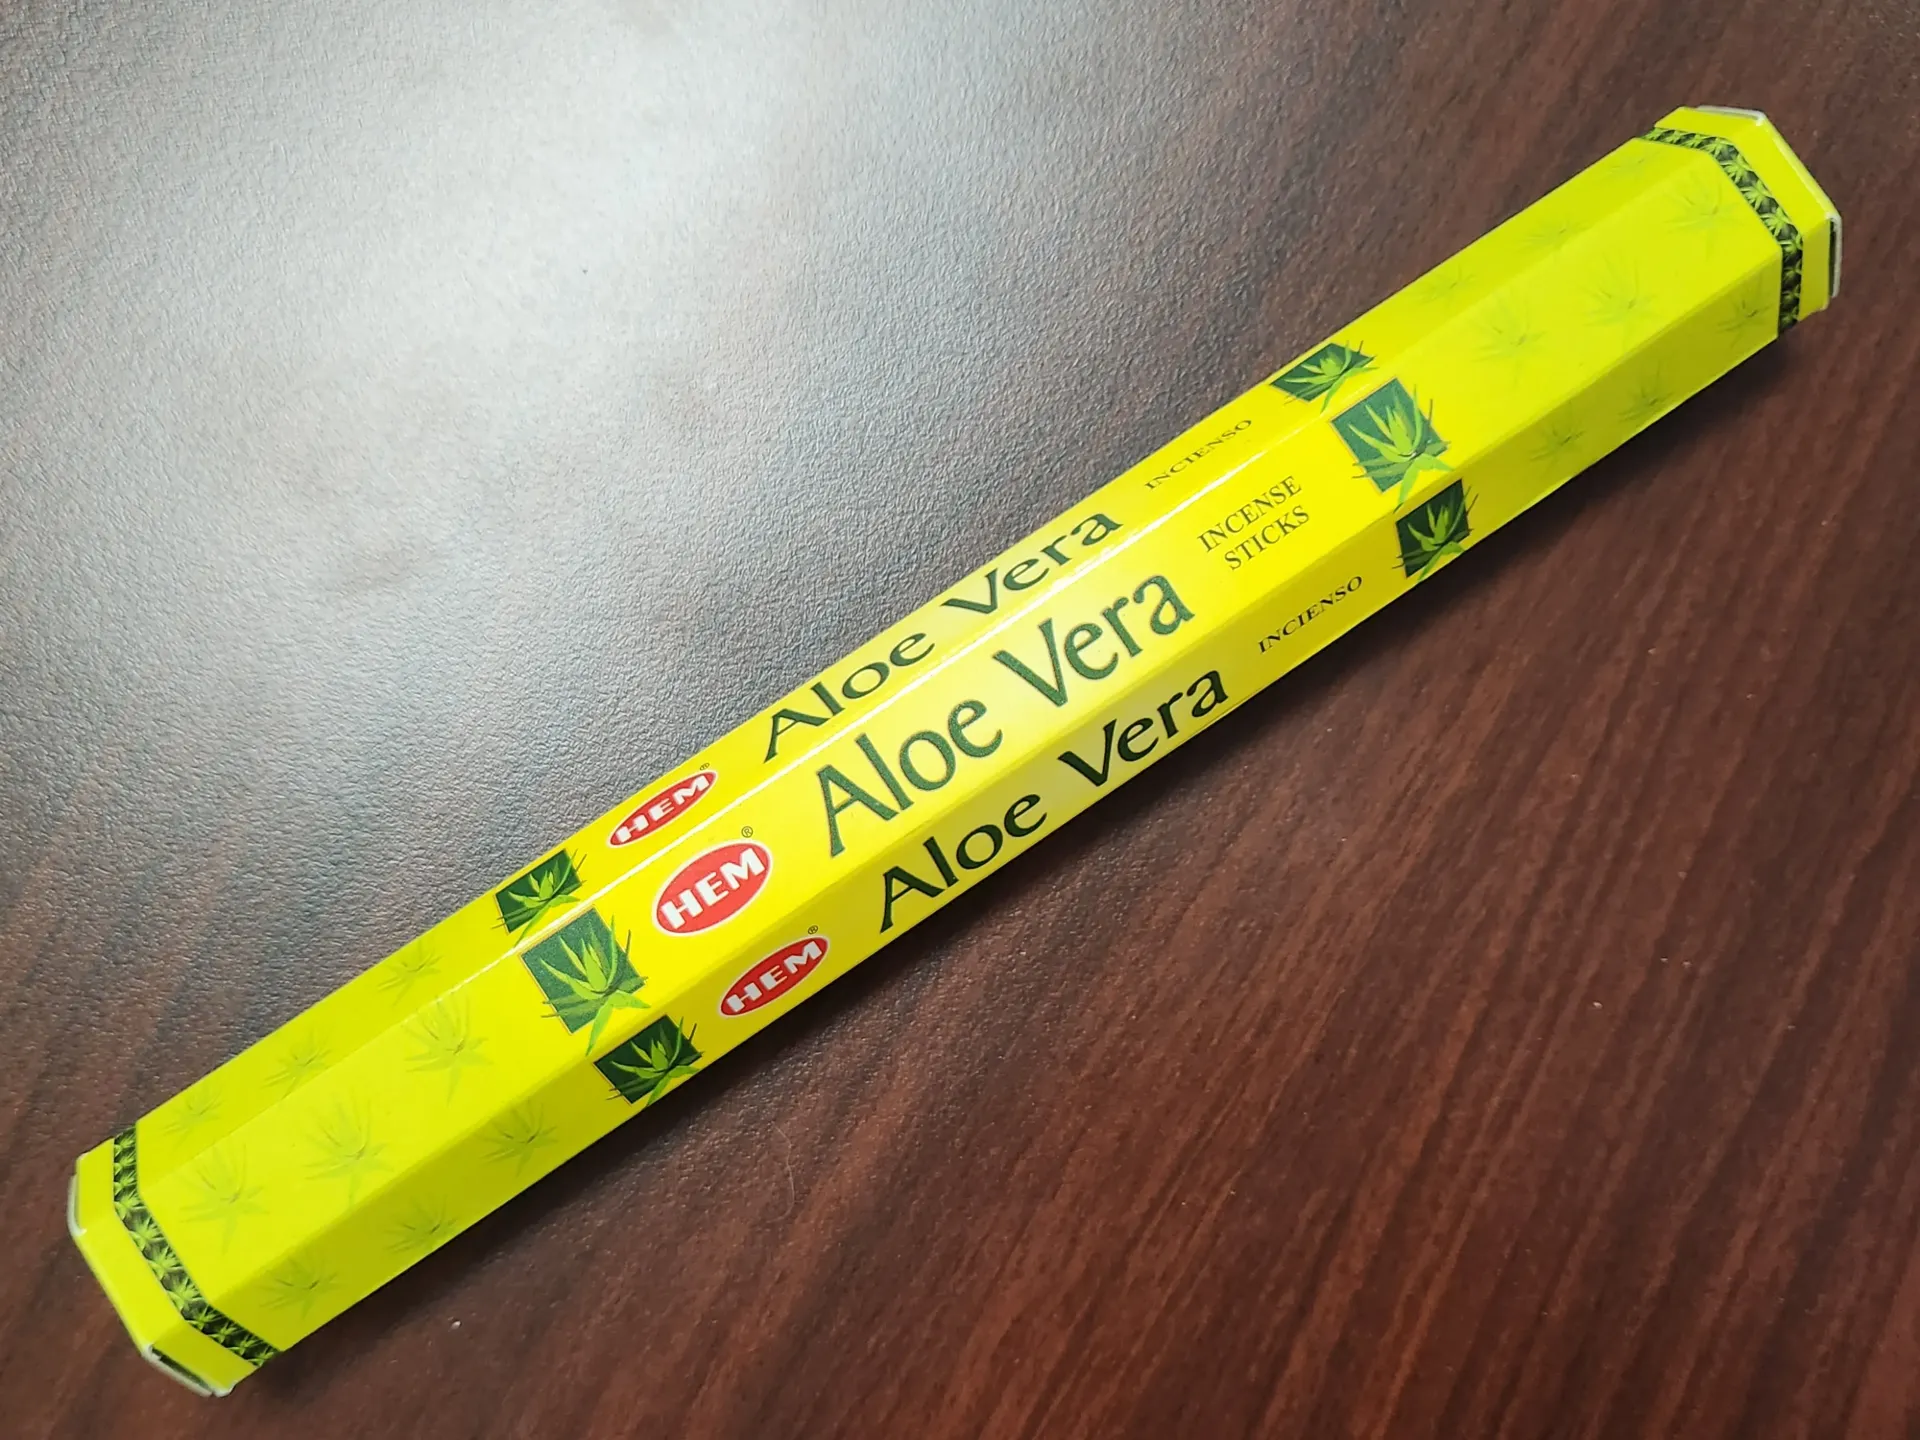 HEM®
Aloe Vera
INCIENSO
HEM®
Aloe Vera
INCENSE
STICKS
HEM®
Aloe Vera
INCIENSO